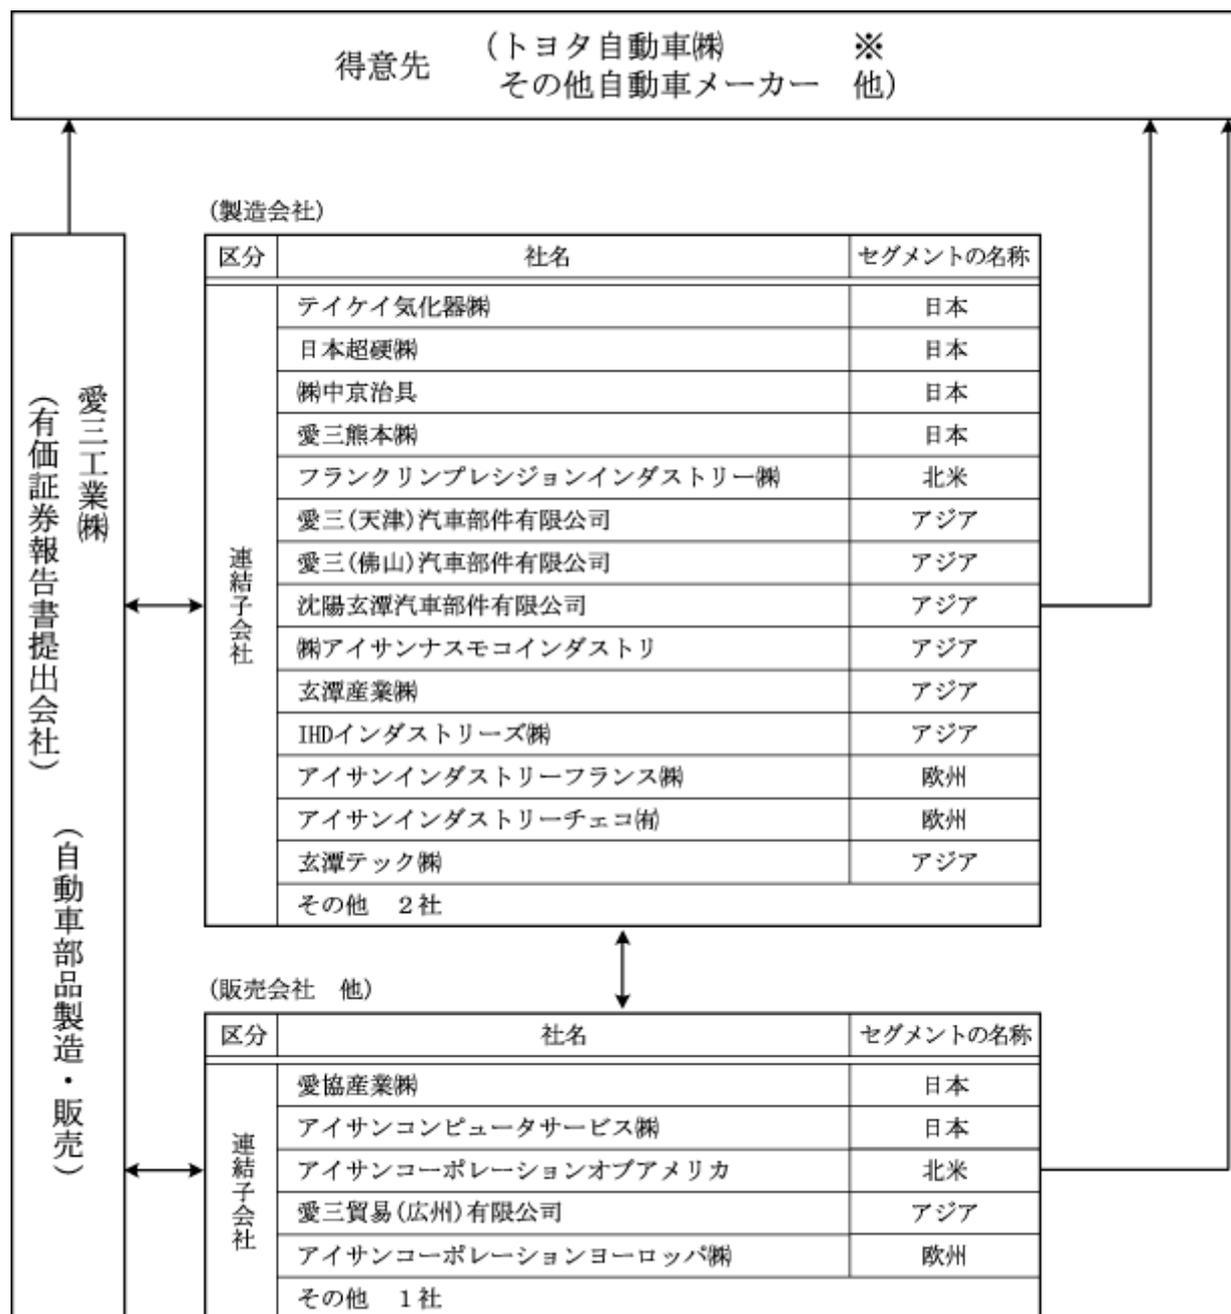 得意先 (トヨタ自動車㈱ ※
その他自動車メーカー 他)
愛三工業㈱
(有価証券報告書提出会社)
(自動車部品製造・販売)
(製造会社)
区分 社名 セグメントの名称
連結子会社
テイケイ気化器㈱ 日本
日本超硬㈱ 日本
㈱中京治具 日本
愛三熊本㈱ 日本
フランクリンプレシジョンインダストリー㈱ 北米
愛三(天津)汽車部件有限公司 アジア
愛三(佛山)汽車部件有限公司 アジア
沈陽玄潭汽車部件有限公司 アジア
㈱アイサンナスモコインダストリ アジア
玄潭産業㈱ アジア
IHDインダストリーズ㈱ アジア
アイサンインダストリーフランス㈱ 欧州
アイサンインダストリーチェコ㈲ 欧州
玄潭テック㈱ アジア
その他 2社
(販売会社 他)
区分 社名 セグメントの名称
連結子会社
愛協産業㈱ 日本
アイサンコンピュータサービス㈱ 日本
アイサンコーポレーションオブアメリカ 北米
愛三貿易(広州)有限公司 アジア
アイサンコーポレーションヨーロッパ㈱ 欧州
その他 1社